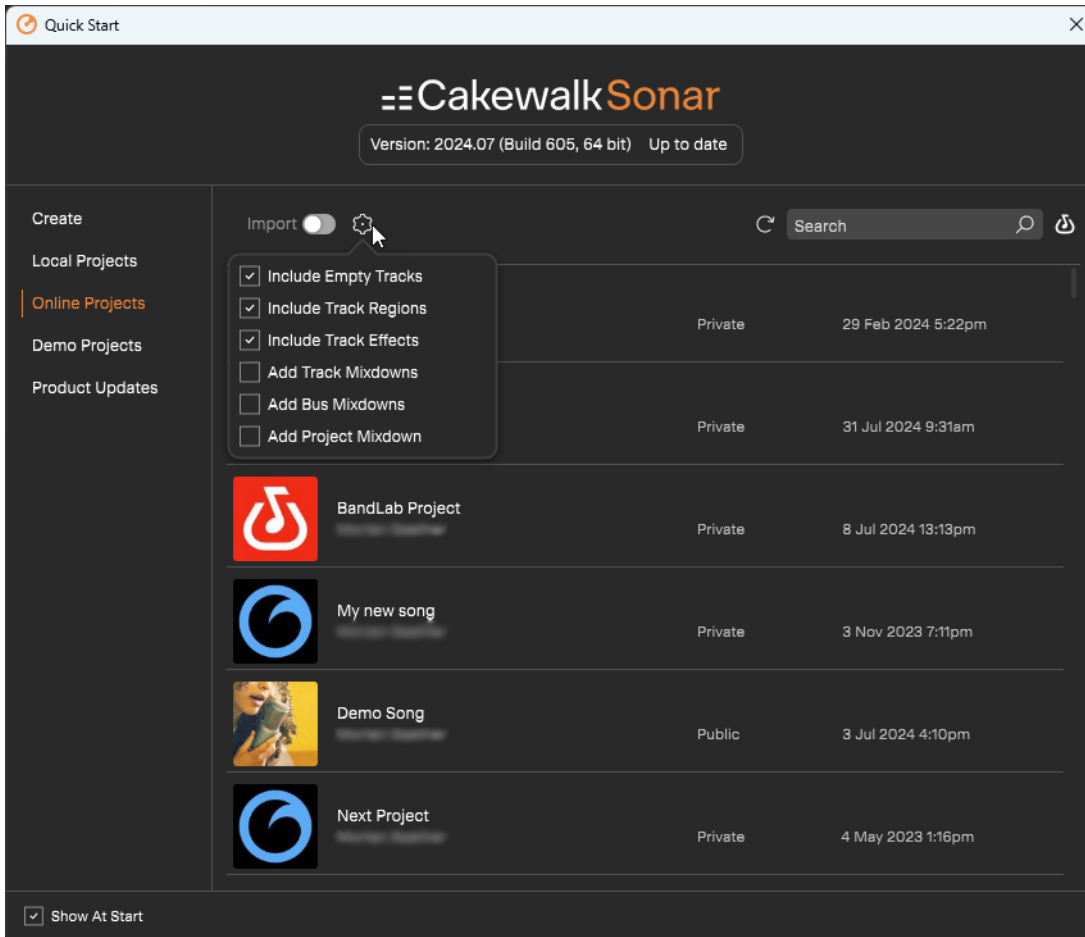 Quick Start
Cakewalk Sonar
Version: 2024.07 (Build 605, 64 bit) Up to date
Create
Local Projects
Online Projects
Demo Projects
Product Updates
Import
Search
Include Empty Tracks
Include Track Regions
Include Track Effects
Add Track Mixdowns
Add Bus Mixdowns
Add Project Mixdown
Private 29 Feb 2024 5:22pm
Private 31 Jul 2024 9:31am
BandLab Project
Private 8 Jul 2024 13:13pm
My new song
Private 3 Nov 2023 7:11pm
Demo Song
Public 3 Jul 2024 4:10pm
Next Project
Private 4 May 2023 1:16pm
Show At Start